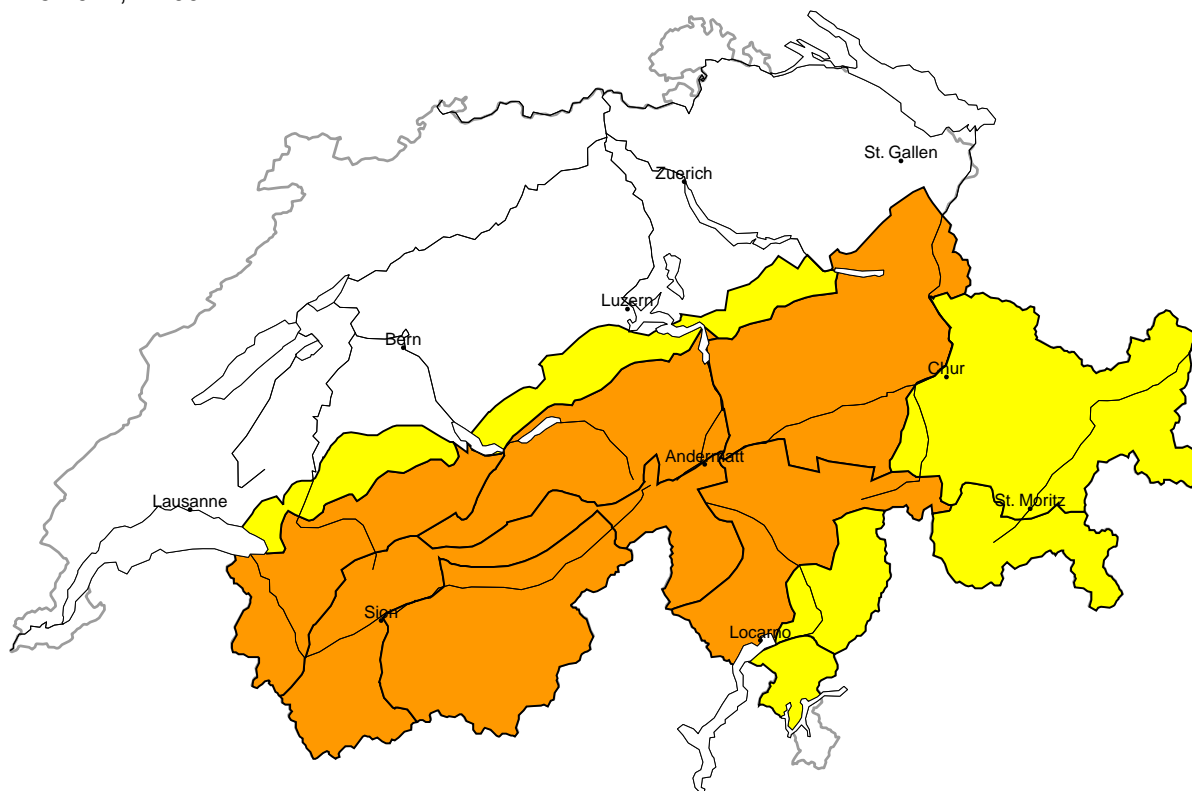 St. Gallen
Zuerich
Luzern
Bern
Chur
Andermatt
Lausanne
St. Moritz
Sion
Locarno